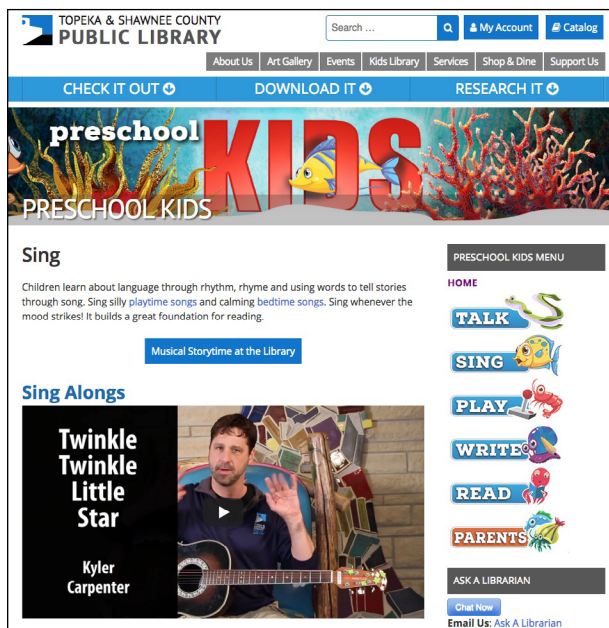 TOPEKA & SHAWNEE COUNTY
PUBLIC LIBRARY
Search ...
My Account
Catalog
About Us
Art Gallery
Events
Kids Library
Services
Shop & Dine
Support Us
CHECK IT OUT
DOWNLOAD IT
RESEARCH IT
preschool
KIDS
PRESCHOOL KIDS
Sing
Children learn about language through rhythm, rhyme and using words to tell stories
through song. Sing silly playtime songs and calming bedtime songs. Sing whenever the
mood strikes! It builds a great foundation for reading.
Musical Storytime at the Library
Sing Alongs
Twinkle
Twinkle
Little
Star
Kyler
Carpenter
PRESCHOOL KIDS MENU
HOME
TALK
SING
PLAY
WRITE
READ
PARENTS
ASK A LIBRARIAN
Chat Now
Email Us: Ask A Librarian